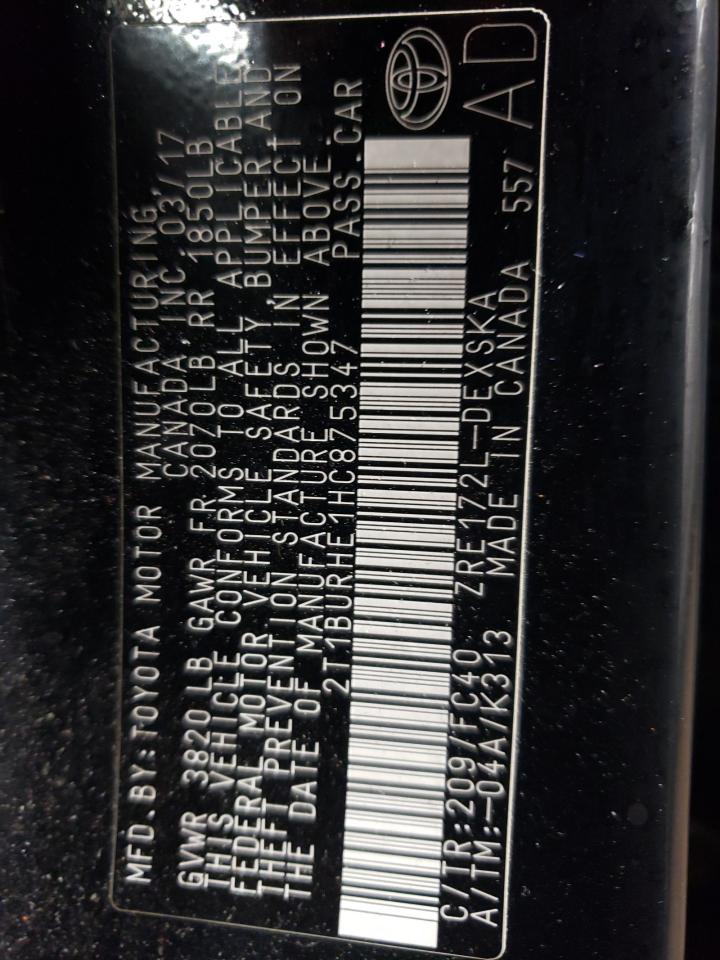 MFD.BY:TOYOTA MOTOR MANUFACTURING
CANADA INC 03/17
GVWR 3820 LB GAWR FR 2070LB RR 1850LB
THIS VEHICLE CONFORMS TO ALL APPLICABLE
FEDERAL MOTOR VEHICLE SAFETY BUMPER AND
THEFT PREVENTION STANDARDS IN EFFECT ON
THE DATE OF MANUFACTURE SHOWN ABOVE.
2T1BURHE1HC875347 PASS.CAR
C/TR:209/FC40 ZRE172L-DEXSKA
A/TM:-04A/K313 MADE IN CANADA 557 AD